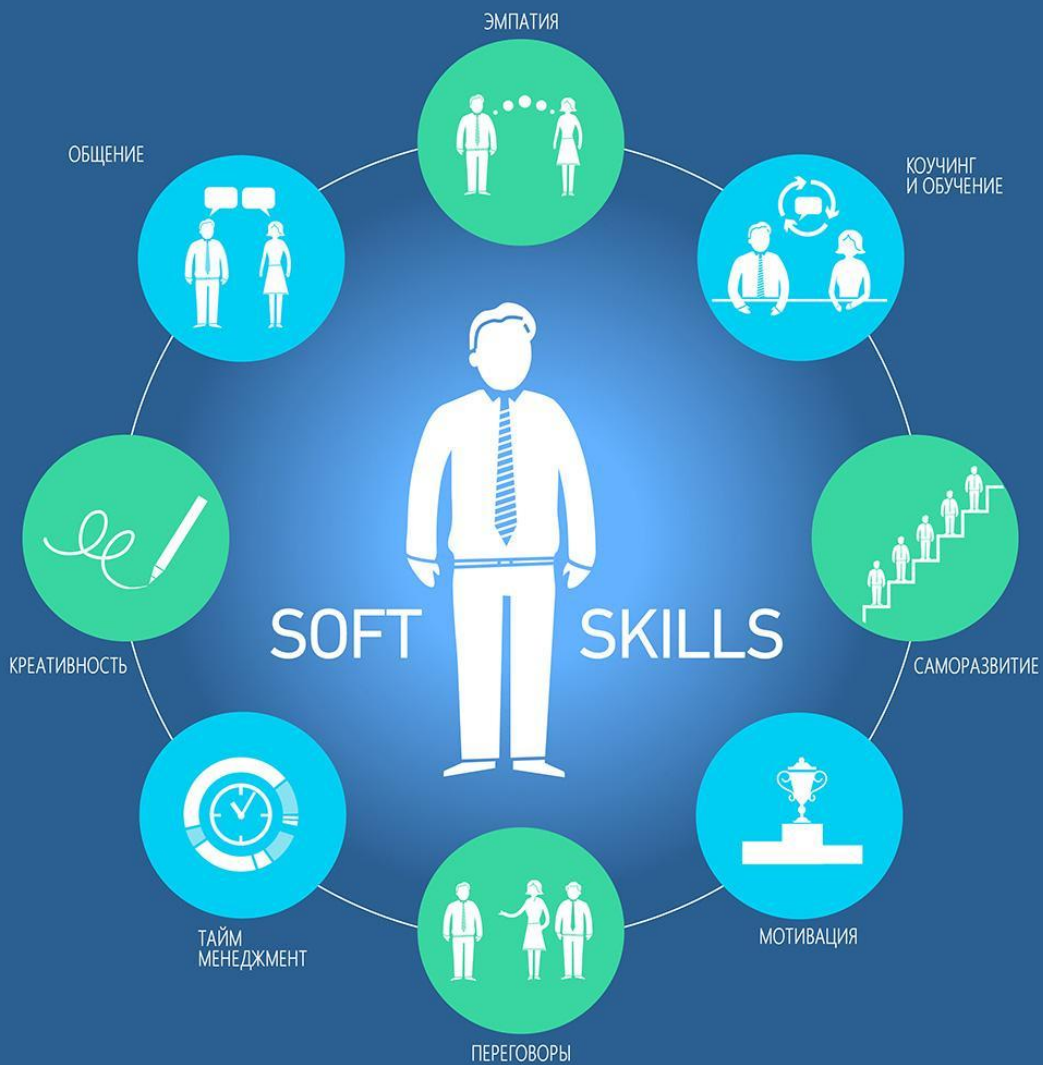 ЭМПАТИЯ
ОБЩЕНИЕ
КОУЧИНГ
И ОБУЧЕНИЕ
SOFT SKILLS
КРЕАТИВНОСТЬ
САМОРАЗВИТИЕ
ТАЙМ
МЕНЕДЖМЕНТ
МОТИВАЦИЯ
ПЕРЕГОВОРЫ